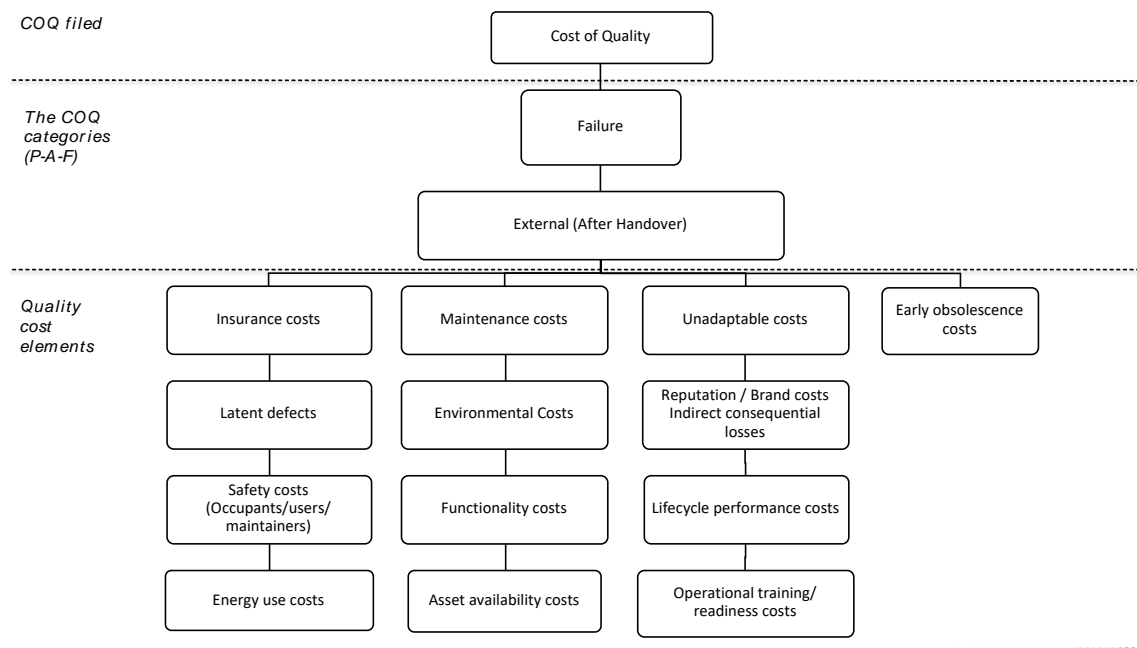 COQ filed
Cost of Quality
The COQ
categories
(P-A-F)
Failure
External (After Handover)
Quality
cost
elements
Insurance costs
Maintenance costs
Unadaptable costs
Early obsolescence
costs
Latent defects
Environmental Costs
Reputation / Brand costs
Indirect consequential
losses
Safety costs
(Occupants/users/
maintainers)
Functionality costs
Lifecycle performance costs
Energy use costs
Asset availability costs
Operational training/
readiness costs